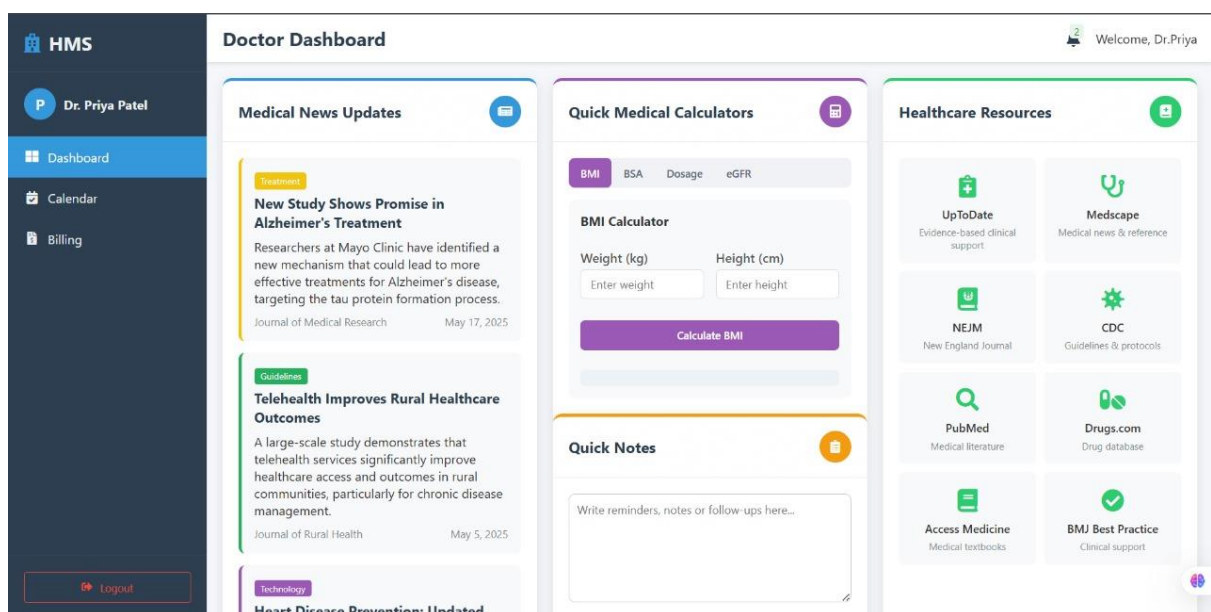 HMS
P Dr. Priya Patel
Dashboard
Calendar
Billing
Logout
Doctor Dashboard
2 Welcome, Dr.Priya
Medical News Updates
Treatment
New Study Shows Promise in
Alzheimer's Treatment
Researchers at Mayo Clinic have identified a
new mechanism that could lead to more
effective treatments for Alzheimer's disease,
targeting the tau protein formation process.
Journal of Medical Research May 17, 2025
Guidelines
Telehealth Improves Rural Healthcare
Outcomes
A large-scale study demonstrates that
telehealth services significantly improve
healthcare access and outcomes in rural
communities, particularly for chronic disease
management.
Journal of Rural Health May 5, 2025
Technology
Heart Disease Prevention: Updated
Quick Medical Calculators
BMI BSA Dosage eGFR
BMI Calculator
Weight (kg) Height (cm)
Enter weight Enter height
Calculate BMI
Quick Notes
Write reminders, notes or follow-ups here...
Healthcare Resources
UpToDate
Evidence-based clinical
support
Medscape
Medical news & reference
NEJM
New England Journal
CDC
Guidelines & protocols
PubMed
Medical literature
Drugs.com
Drug database
Access Medicine
Medical textbooks
BMJ Best Practice
Clinical support